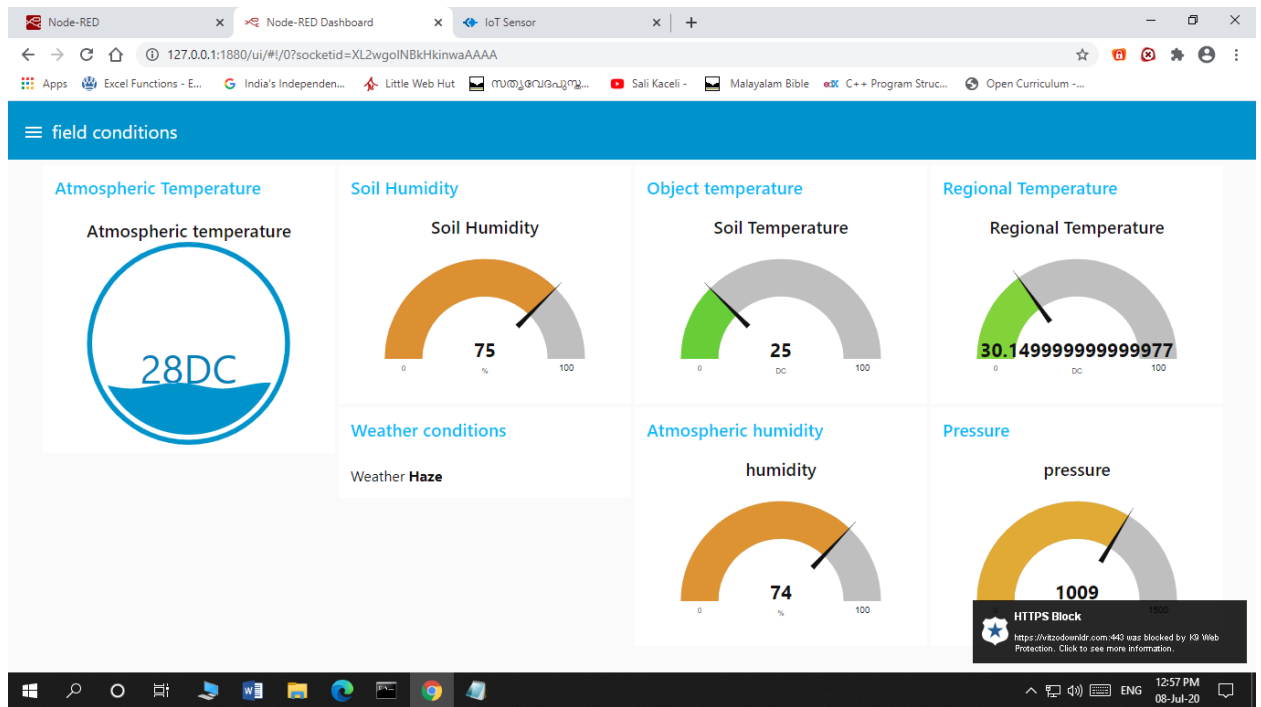 Node-RED
Node-RED Dashboard
IoT Sensor
127.0.0.1:1880/ui/#!/0?socketid=XL2wgoINBkHkinwaAAAA
Apps Excel Functions - E... India's Independen... Little Web Hut സത്യവേദപുസ്ത... Sali Kaceli - Malayalam Bible C++ Program Struc... Open Curriculum -...
field conditions
Atmospheric Temperature
Atmospheric temperature
28DC
Soil Humidity
Soil Humidity
75
%
0
100
Object temperature
Soil Temperature
25
DC
0
100
Regional Temperature
Regional Temperature
30.149999999999977
DC
0
100
Weather conditions
Weather Haze
Atmospheric humidity
humidity
74
%
0
100
Pressure
pressure
1009
HTTPS Block
https://vitzodownldr.com:443 was blocked by K9 Web
Protection. Click to see more information.
ENG
12:57 PM
08-Jul-20